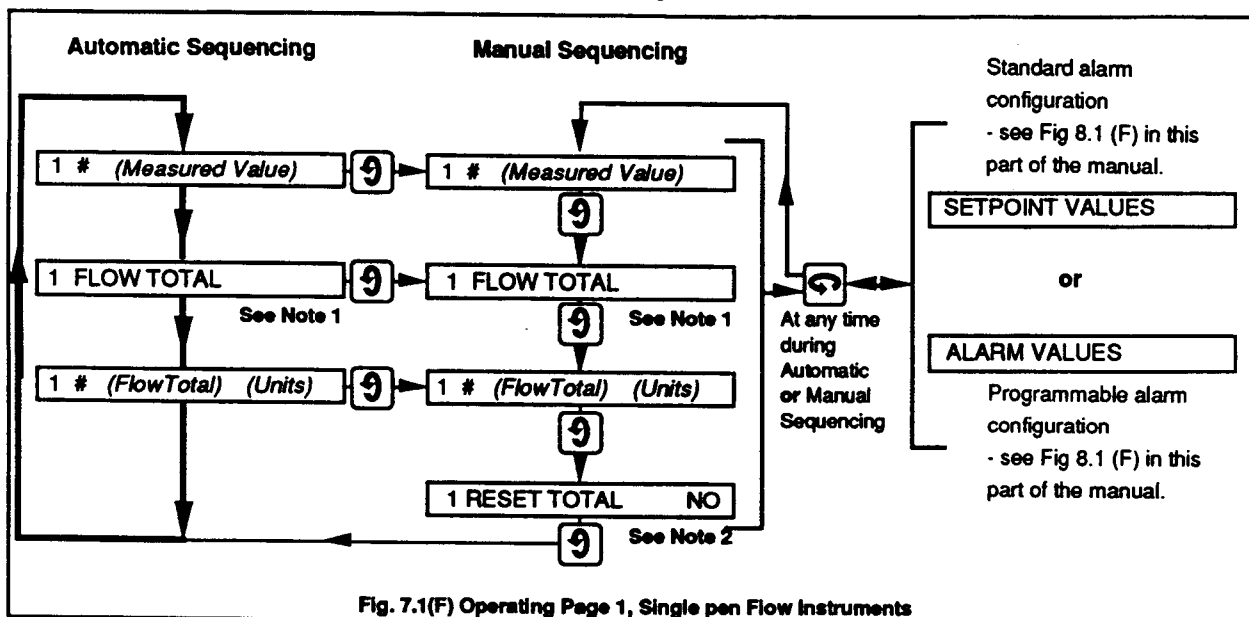 Automatic Sequencing
Manual Sequencing
1 # (Measured Value)
1 # (Measured Value)
1 FLOW TOTAL
1 FLOW TOTAL
See Note 1
See Note 1
1 # (FlowTotal) (Units)
1 # (FlowTotal) (Units)
1 RESET TOTAL NO
See Note 2
At any time
during
Automatic
or Manual
Sequencing
Standard alarm
configuration
- see Fig 8.1 (F) in this
part of the manual.
SETPOINT VALUES
or
ALARM VALUES
Programmable alarm
configuration
- see Fig 8.1 (F) in this
part of the manual.
Fig. 7.1(F) Operating Page 1, Single pen Flow Instruments